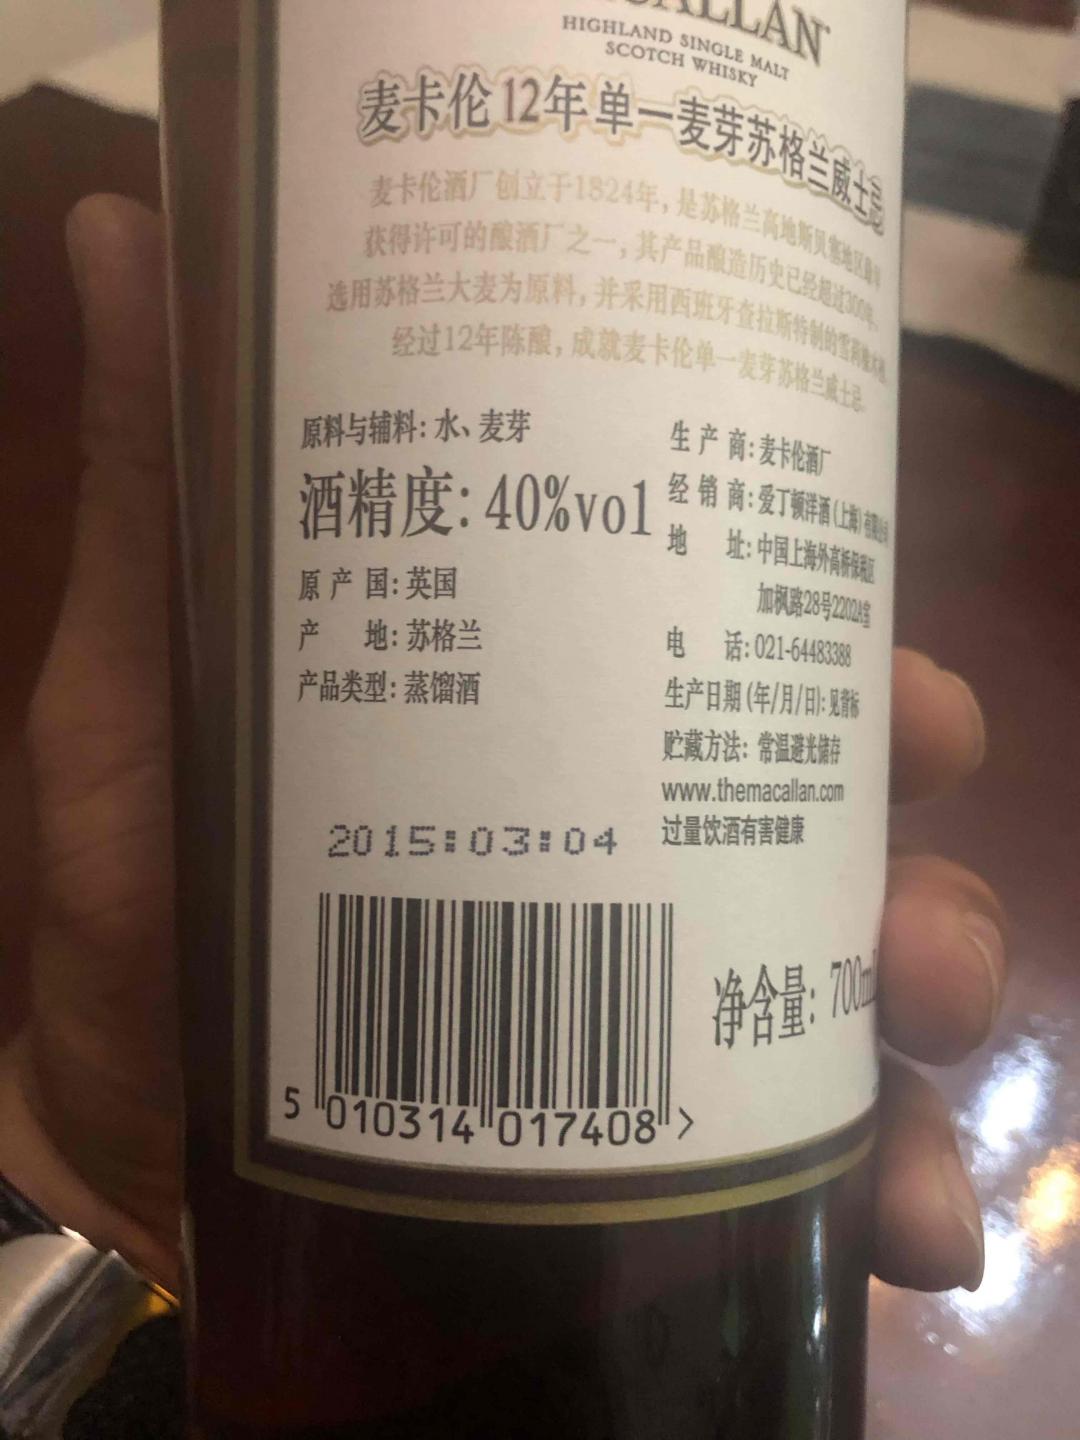 MACALLAN
HIGHLAND SINGLE MALT
SCOTCH WHISKY
麦卡伦12年单一麦芽苏格兰威士忌
麦卡伦酒厂创立于1824年，是苏格兰高地斯贝塞地区最早
获得许可的酿酒厂之一，其产品酿造历史已经超过300年。
选用苏格兰大麦为原料，并采用西班牙查拉斯特制的雪莉橡木桶，
经过12年陈酿，成就麦卡伦单一麦芽苏格兰威士忌。
原料与辅料：水、麦芽
酒精度：40%vol
原产国：英国
产地：苏格兰
产品类型：蒸馏酒
生产商：麦卡伦酒厂
经销商：爱丁顿洋酒（上海）有限公司
地址：中国上海外高桥保税区
加枫路28号2202A室
电话：021-64483388
生产日期(年/月/日)：见背标
贮藏方法：常温避光储存
www.themacallan.com
过量饮酒有害健康
2015:03:04
5 010314 017408 >
净含量：700ml